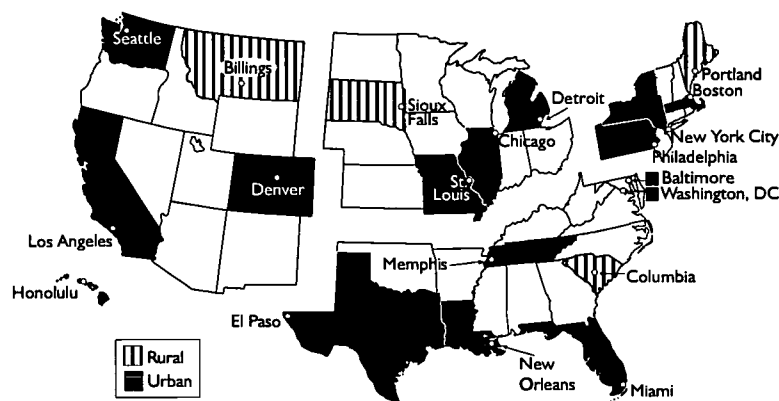 Seattle
Billings
Portland
Boston
Sioux
Falls
Detroit
Chicago
New York City
Philadelphia
Denver
St.
Louis
Baltimore
Washington, DC
Los Angeles
Memphis
Columbia
Honolulu
El Paso
Rural
Urban
New
Orleans
Miami